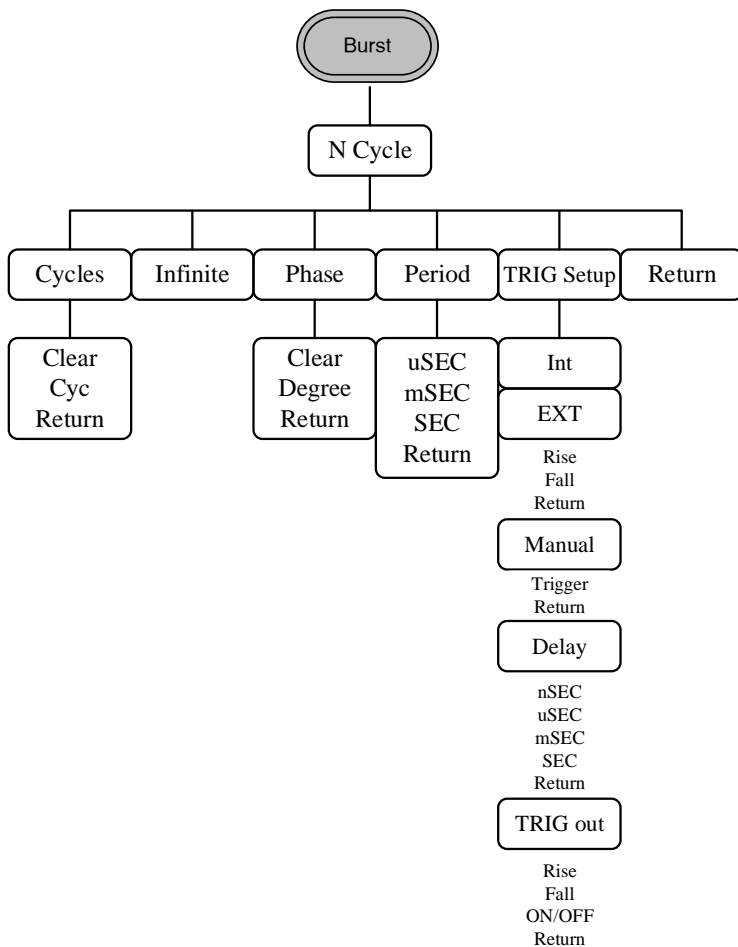 Burst
N Cycle
Cycles
Infinite
Phase
Period
TRIG Setup
Return
Clear
Cyc
Return
Clear
Degree
Return
uSEC
mSEC
SEC
Return
Int
EXT
Rise
Fall
Return
Manual
Trigger
Return
Delay
nSEC
uSEC
mSEC
SEC
Return
TRIG out
Rise
Fall
ON/OFF
Return